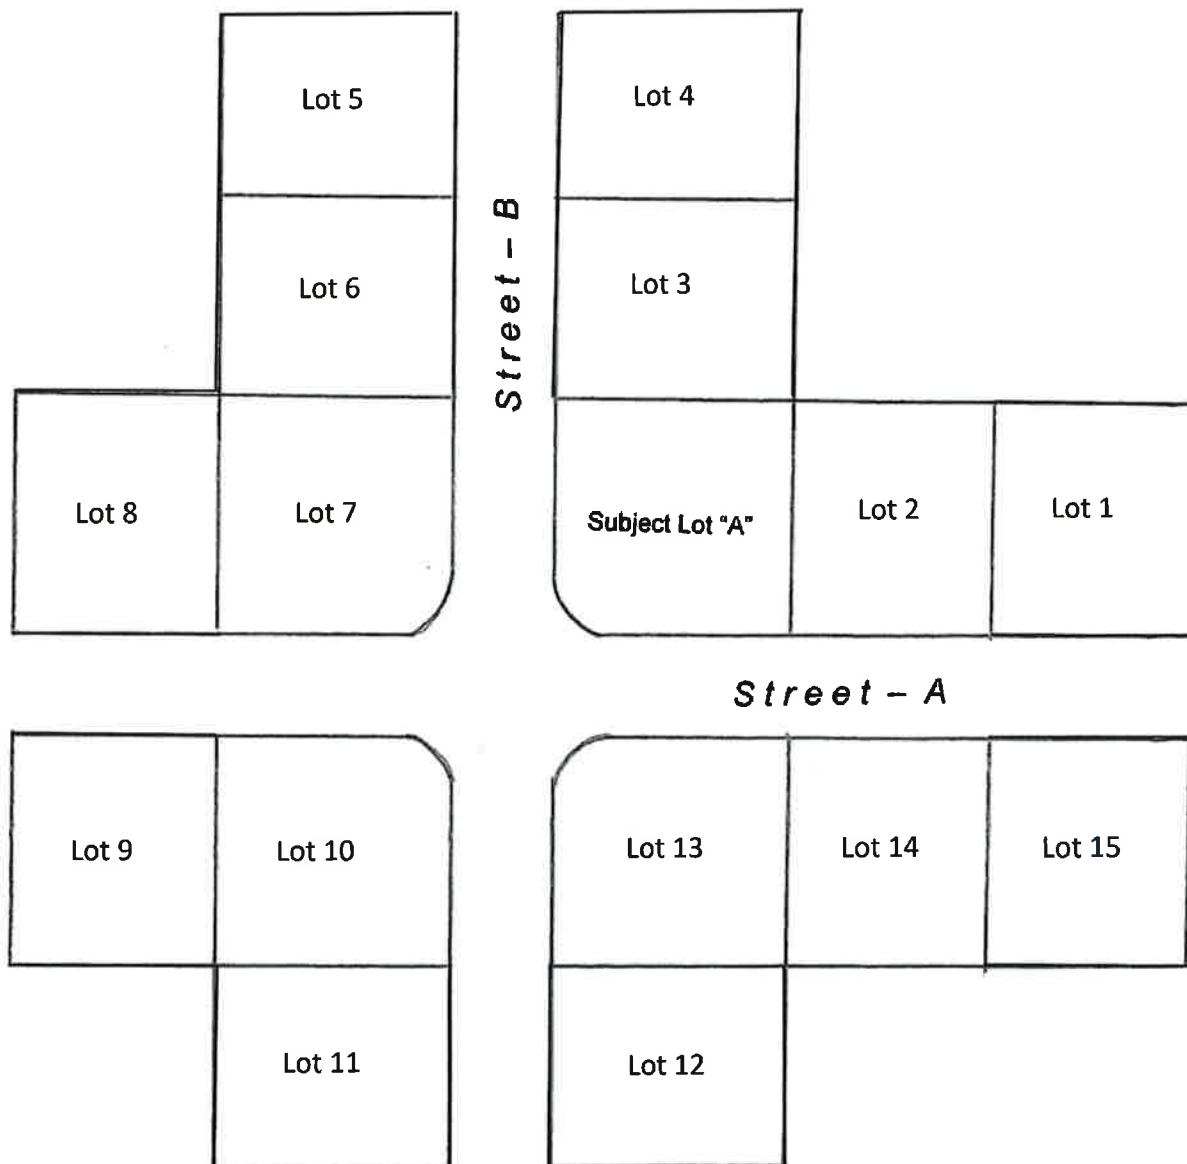 Lot 5
Lot 4
Street – B
Lot 6
Lot 3
Lot 8
Lot 7
Subject Lot "A"
Lot 2
Lot 1
Street – A
Lot 9
Lot 10
Lot 13
Lot 14
Lot 15
Lot 11
Lot 12